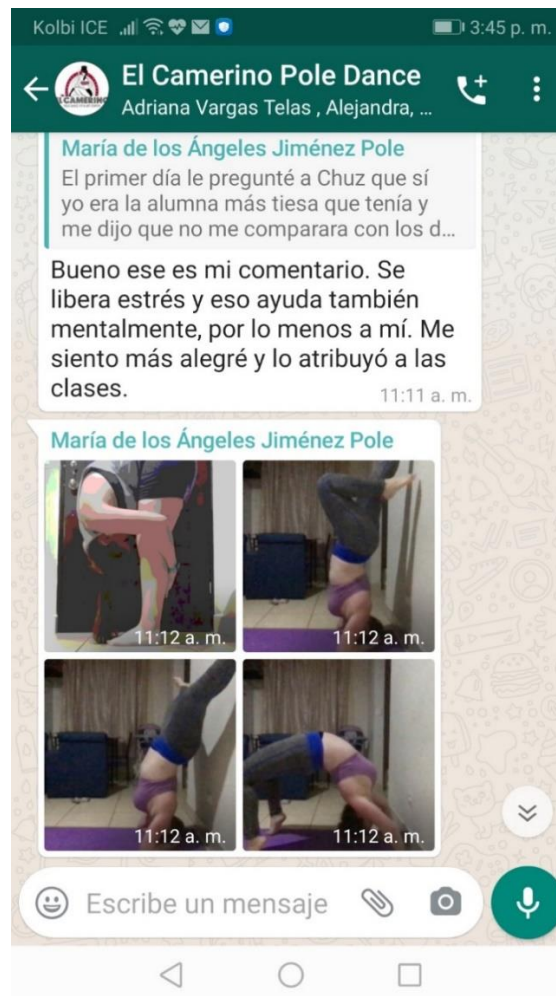 Kolbi ICE 3:45 p. m.
El Camerino Pole Dance
Adriana Vargas Telas , Alejandra, ...
María de los Ángeles Jiménez Pole
El primer día le pregunté a Chuz que sí
yo era la alumna más tiesa que tenía y
me dijo que no me comparara con los d...
Bueno ese es mi comentario. Se
libera estrés y eso ayuda también
mentalmente, por lo menos a mí. Me
siento más alegré y lo atribuyó a las
clases.
11:11 a. m.
María de los Ángeles Jiménez Pole
11:12 a. m.
11:12 a. m.
11:12 a. m.
11:12 a. m.
Escribe un mensaje